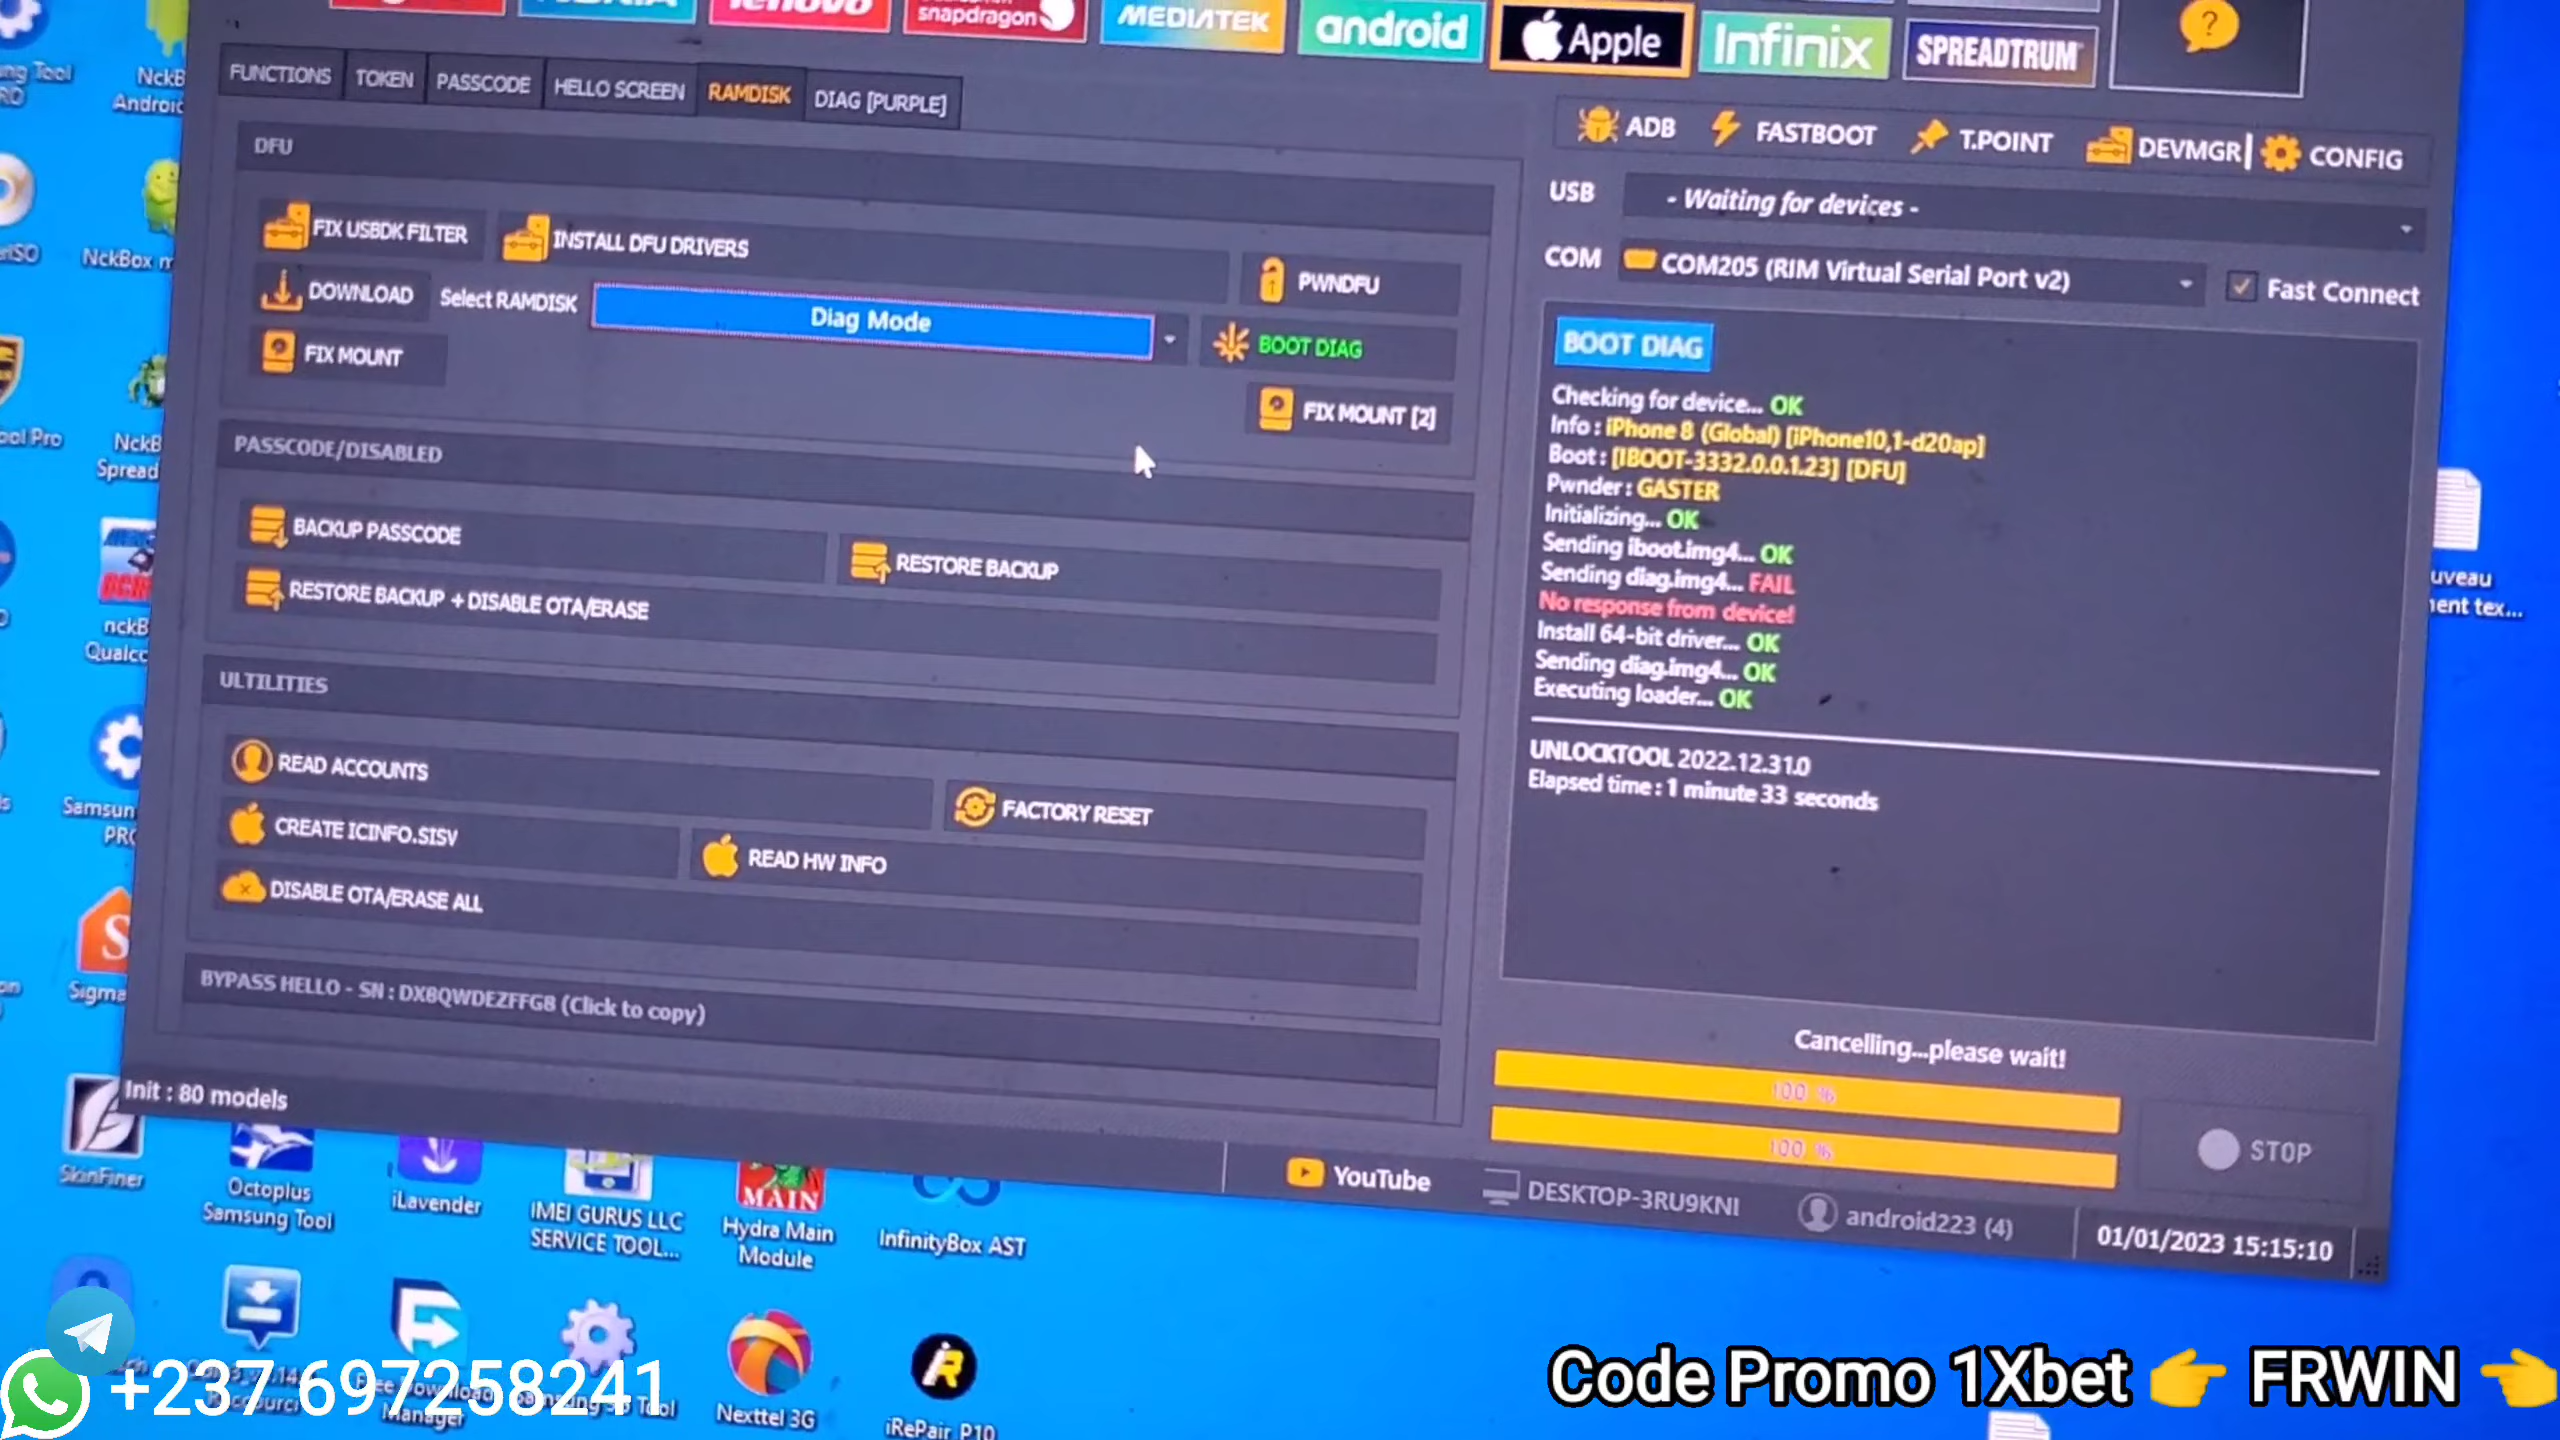 lenovo
snapdragon
MEDIATEK
android
Apple
Infinix
SPREADTRUM
?
FUNCTIONS
TOKEN
PASSCODE
HELLO SCREEN
RAMDISK
DIAG [PURPLE]
ADB
FASTBOOT
T.POINT
DEVMGR
CONFIG
DFU
FIX USBDK FILTER
INSTALL DFU DRIVERS
PWNDFU
DOWNLOAD
Select RAMDISK
Diag Mode
BOOT DIAG
FIX MOUNT
FIX MOUNT [2]
PASSCODE/DISABLED
BACKUP PASSCODE
RESTORE BACKUP
RESTORE BACKUP + DISABLE OTA/ERASE
ULTILITIES
READ ACCOUNTS
FACTORY RESET
CREATE ICINFO.SISV
READ HW INFO
DISABLE OTA/ERASE ALL
BYPASS HELLO - SN : DX8QWDEZFFG8 (Click to copy)
Init : 80 models
USB
- Waiting for devices -
COM
COM205 (RIM Virtual Serial Port v2)
Fast Connect
BOOT DIAG
Checking for device... OK
Info : iPhone 8 (Global) [iPhone10,1-d20ap]
Boot : [IBOOT-3332.0.0.1.23] [DFU]
Pwnder : GASTER
Initializing... OK
Sending iboot.img4... OK
Sending diag.img4... FAIL
No response from device!
Install 64-bit driver... OK
Sending diag.img4... OK
Executing loader... OK
UNLOCKTOOL 2022.12.31.0
Elapsed time : 1 minute 33 seconds
Cancelling...please wait!
100 %
100 %
STOP
YouTube
DESKTOP-3RU9KNI
android223 (4)
01/01/2023 15:15:10
SkinFiner
Octoplus
Samsung Tool
iLavender
IMEI GURUS LLC
SERVICE TOOL...
MAIN
Hydra Main
Module
InfinityBox AST
Manager
Nexttel 3G
iRePair P10
+237 697258241
Code Promo 1Xbet 👉 FRWIN 👈